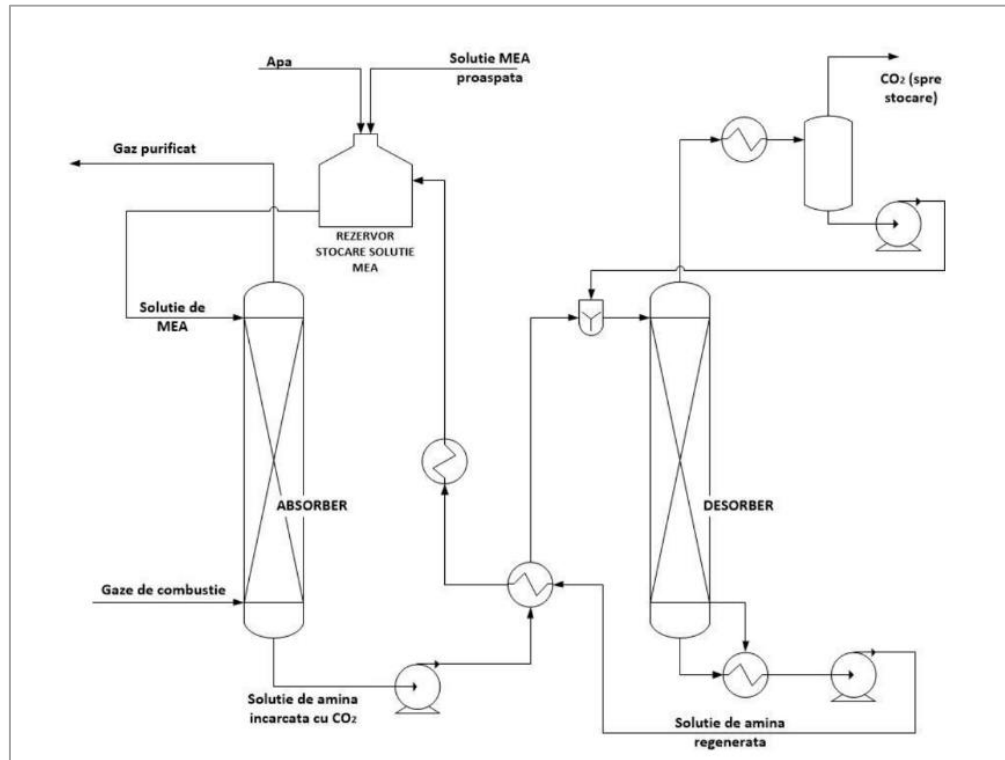 Apa
Solutie MEA
proaspata
CO₂ (spre
stocare)
Gaz purificat
REZERVOR
STOCARE SOLUTIE
MEA
Solutie de
MEA
ABSORBER
DESORBER
Gaze de combustie
Solutie de amina
incarcata cu CO₂
Solutie de amina
regenerata